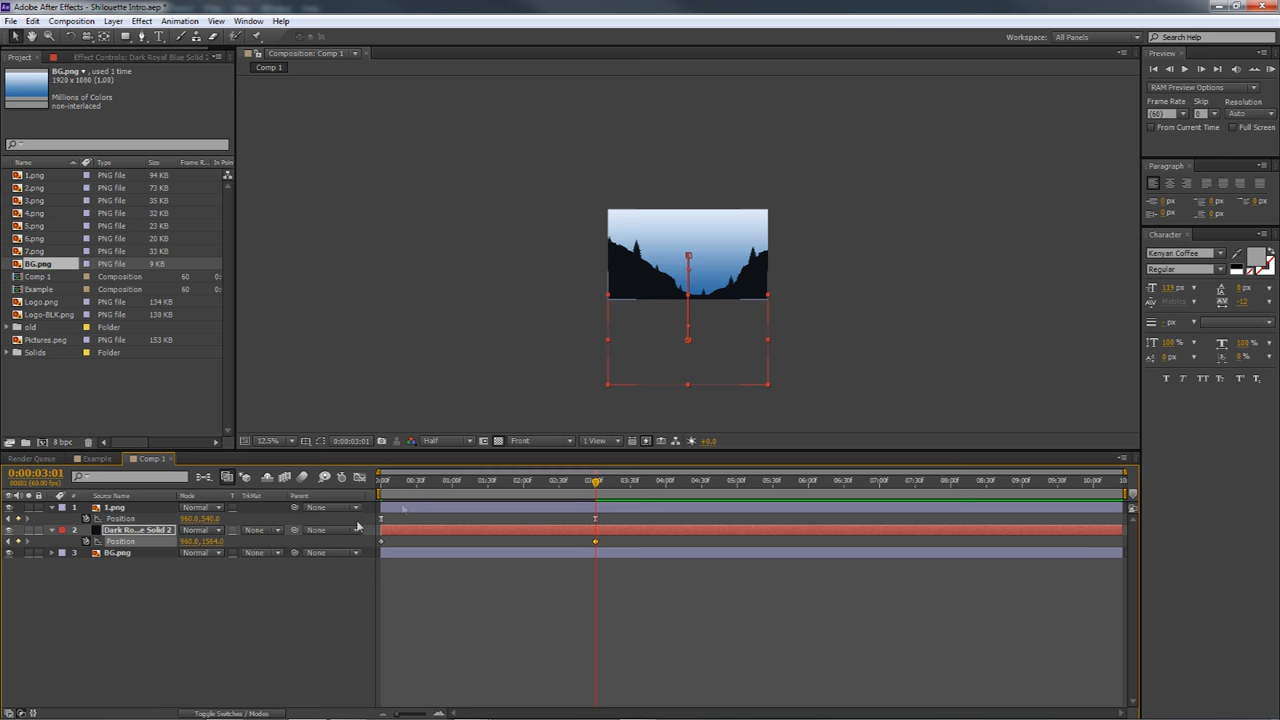 Adobe After Effects - Shilouette Intro.aep *
File Edit Composition Layer Effect Animation View Window Help
Workspace: All Panels Search Help
Project Effect Controls: Dark Royal Blue Solid 2
Composition: Comp 1
Preview
BG.png , used 1 time
1920 x 1080 (1.00)
Comp 1
Millions of Colors
non-interlaced
RAM Preview Options
Frame Rate Skip Resolution
(60) 0 Auto
From Current Time Full Screen
Name Type Size Frame R... In Point
1.png PNG file 94 KB
2.png PNG file 73 KB
3.png PNG file 35 KB
4.png PNG file 32 KB
5.png PNG file 23 KB
6.png PNG file 20 KB
7.png PNG file 33 KB
BG.png PNG file 9 KB
Comp 1 Composition 60 0:
Example Composition 60 0:
Logo.png PNG file 134 KB
Logo-BLK.png PNG file 130 KB
old Folder
Pictures.png PNG file 153 KB
Solids Folder
Paragraph
0 px 0 px 0 px
0 px 0 px
Character
Kenyan Coffee
Regular
119 px 8 px
Metrics -12
- px
100 % 100 %
0 px 0 %
T T TT Tr T¹ T₁
8 bpc
12.5% 0:00:03:01 Half Front 1 View +0.0
Render Queue Example Comp 1
0:00:03:01
00181 (60.00 fps)
0:00f 00:30f 01:00f 01:30f 02:00f 02:30f 03:00f 03:30f 04:00f 04:30f 05:00f 05:30f 06:00f 06:30f 07:00f 07:30f 08:00f 08:30f 09:00f 09:30f 10:00f 10
# Source Name Mode T TrkMat Parent
1 1.png Normal None
Position 960.0,540.0
2 Dark Ro...e Solid 2 Normal None None
Position 960.0,1564.0
3 BG.png Normal None None
Toggle Switches / Modes